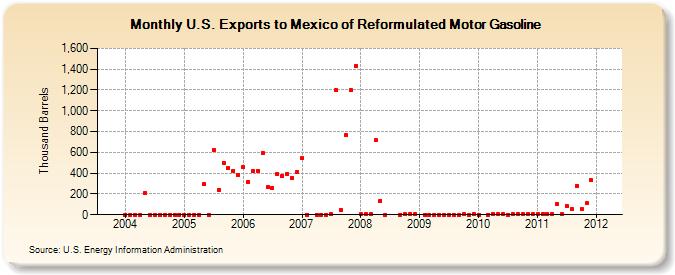 Monthly U.S. Exports to Mexico of Reformulated Motor Gasoline
Thousand Barrels
1,600
1,400
1,200
1,000
800
600
400
200
0
2004 2005 2006 2007 2008 2009 2010 2011 2012
Source: U.S. Energy Information Administration